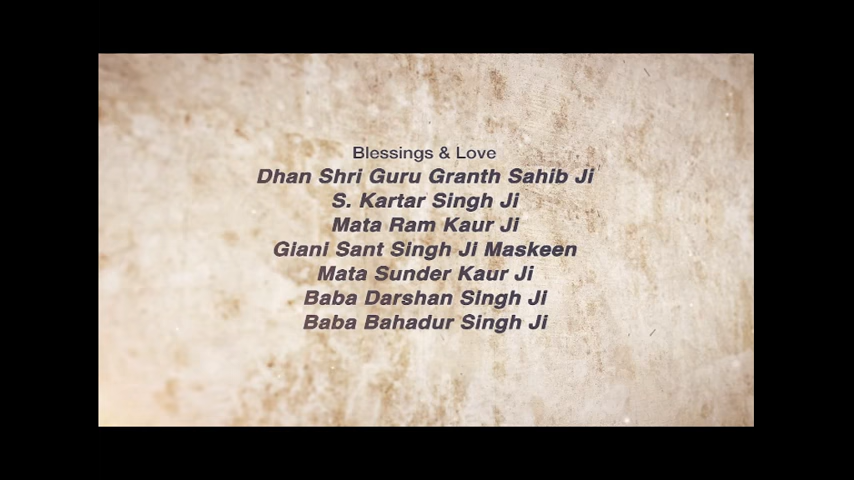 Blessings & Love
Dhan Shri Guru Granth Sahib Ji
S. Kartar Singh Ji
Mata Ram Kaur Ji
Giani Sant Singh Ji Maskeen
Mata Sunder Kaur Ji
Baba Darshan Singh Ji
Baba Bahadur Singh Ji